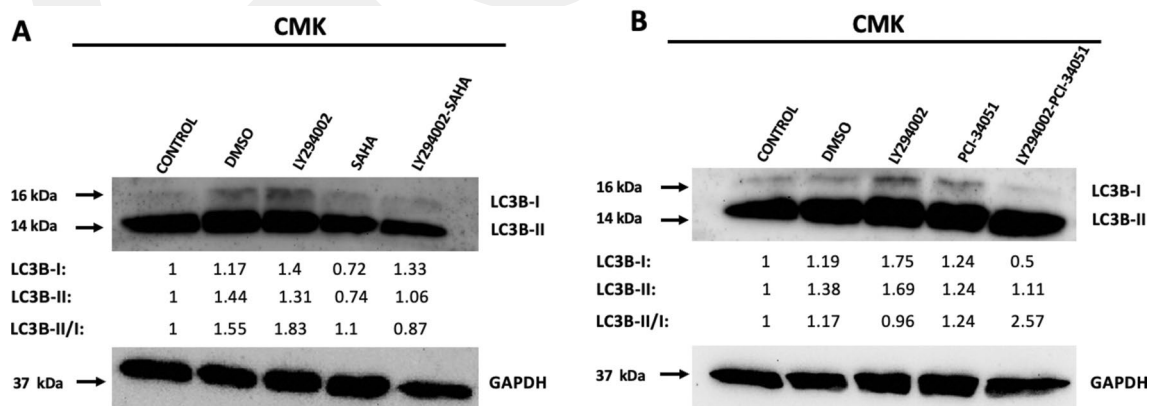 A
CMK
CONTROL
DMSO
LY294002
SAHA
LY294002-SAHA
16 kDa
LC3B-I
14 kDa
LC3B-II
LC3B-I: 1 1.17 1.4 0.72 1.33
LC3B-II: 1 1.44 1.31 0.74 1.06
LC3B-II/I: 1 1.55 1.83 1.1 0.87
37 kDa
GAPDH
B
CMK
CONTROL
DMSO
LY294002
PCI-34051
LY294002-PCI-34051
16 kDa
LC3B-I
14 kDa
LC3B-II
LC3B-I: 1 1.19 1.75 1.24 0.5
LC3B-II: 1 1.38 1.69 1.24 1.11
LC3B-II/I: 1 1.17 0.96 1.24 2.57
37 kDa
GAPDH